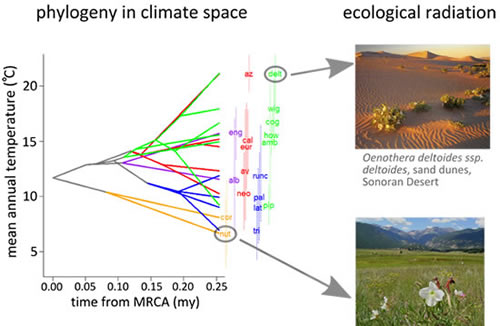 phylogeny in climate space
ecological radiation
mean annual temperature (℃)
20
15
10
5
0.00 0.05 0.10 0.15 0.20 0.25
time from MRCA (my)
az
delt
wig
cog
eng
how
cal
amb
eur
av
runc
alb
neo
pal
lat
pip
cor
tri
nut
Oenothera deltoides ssp.
deltoides, sand dunes,
Sonoran Desert